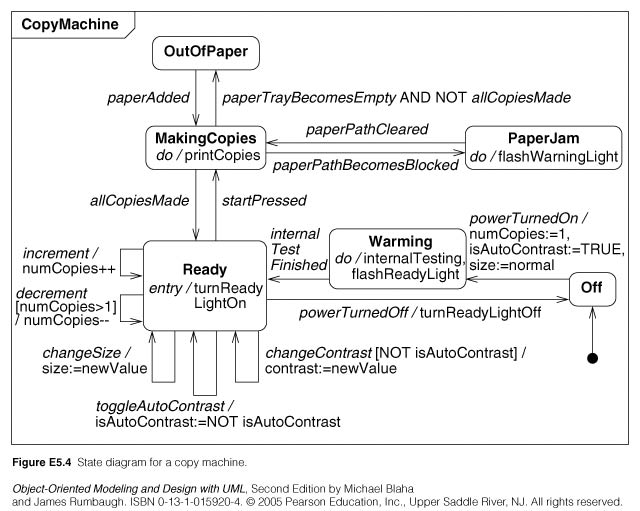 CopyMachine
OutOfPaper
paperAdded
paperTrayBecomesEmpty AND NOT allCopiesMade
MakingCopies
do / printCopies
paperPathCleared
paperPathBecomesBlocked
PaperJam
do / flashWarningLight
allCopiesMade
startPressed
increment /
numCopies++
decrement
[numCopies>1]
/ numCopies--
Ready
entry / turnReady
LightOn
internal
Test
Finished
Warming
do / internalTesting,
flashReadyLight
powerTurnedOn /
numCopies:=1,
isAutoContrast:=TRUE,
size:=normal
Off
powerTurnedOff / turnReadyLightOff
changeSize /
size:=newValue
changeContrast [NOT isAutoContrast] /
contrast:=newValue
toggleAutoContrast /
isAutoContrast:=NOT isAutoContrast
Figure E5.4 State diagram for a copy machine.
Object-Oriented Modeling and Design with UML, Second Edition by Michael Blaha
and James Rumbaugh. ISBN 0-13-1-015920-4. © 2005 Pearson Education, Inc., Upper Saddle River, NJ. All rights reserved.